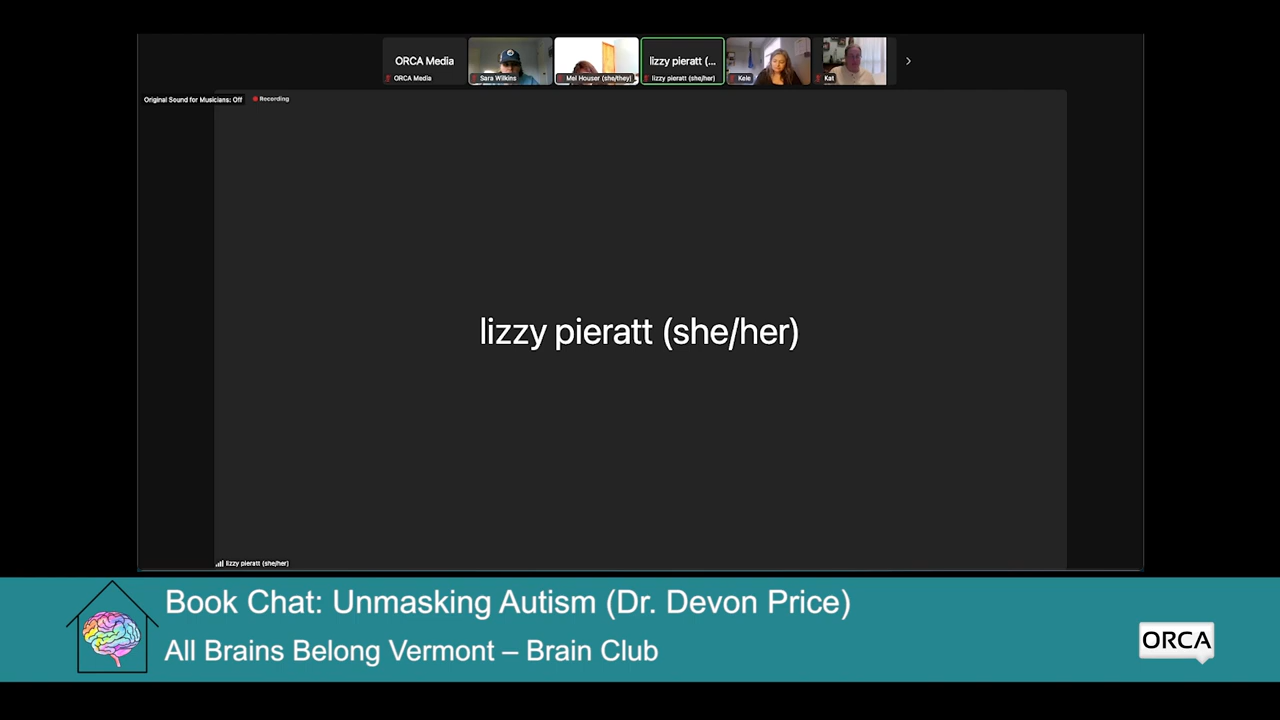 ORCA Media
lizzy pieratt (...
ORCA Media
Sara Wilkins
Mel Houser (she/they)
lizzy pieratt (she/her)
Kele
Kat
Original Sound for Musicians: Off
Recording
lizzy pieratt (she/her)
lizzy pieratt (she/her)
Book Chat: Unmasking Autism (Dr. Devon Price)
All Brains Belong Vermont – Brain Club
ORCA